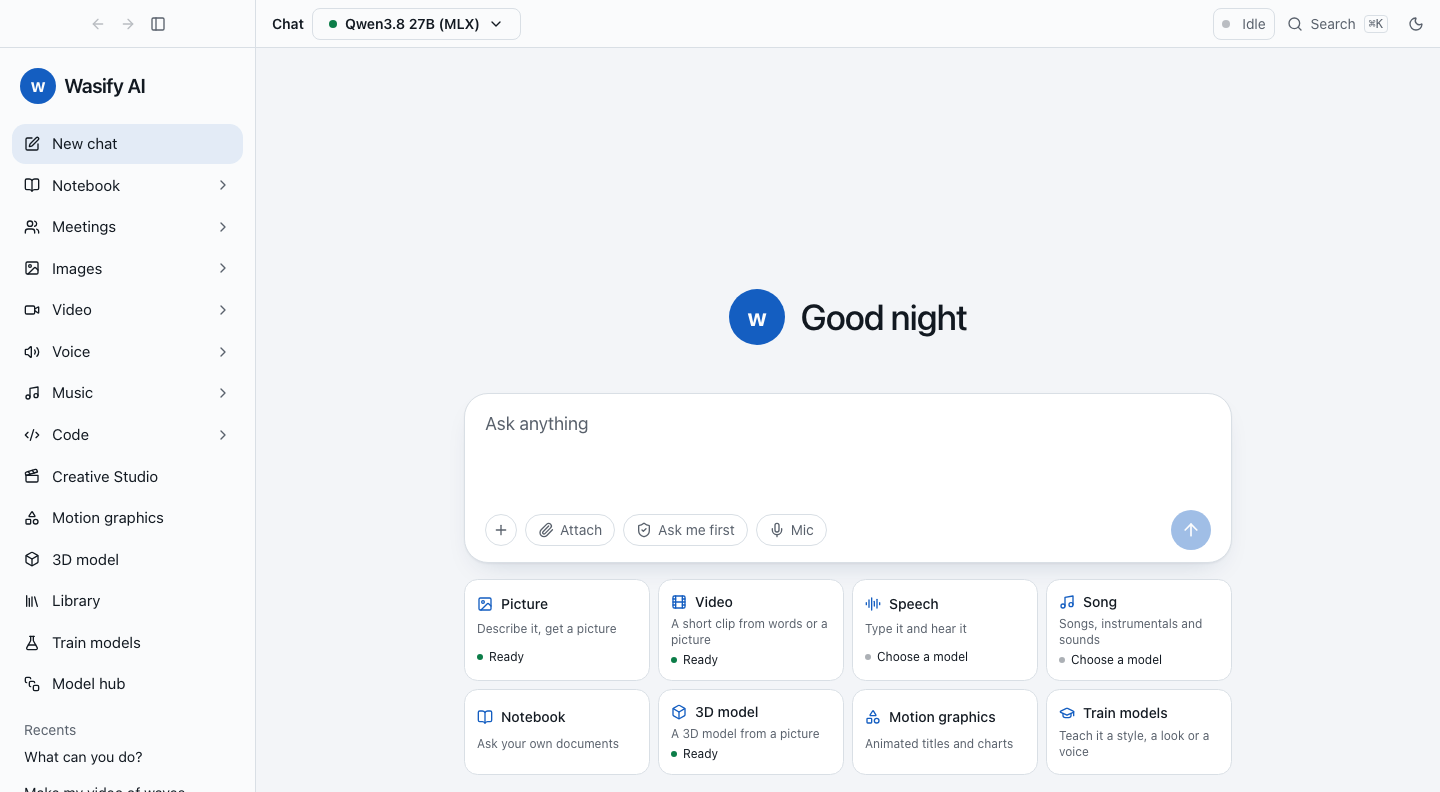 Chat
Qwen3.8 27B (MLX)
Idle
Search
⌘K
W
Wasify AI
New chat
Notebook
Meetings
Images
Video
Voice
Music
Code
Creative Studio
Motion graphics
3D model
Library
Train models
Model hub
Recents
What can you do?
Make my video of waves
W
Good night
Ask anything
Attach
Ask me first
Mic
Picture
Describe it, get a picture
Ready
Video
A short clip from words or a
picture
Ready
Speech
Type it and hear it
Choose a model
Song
Songs, instrumentals and
sounds
Choose a model
Notebook
Ask your own documents
3D model
A 3D model from a picture
Ready
Motion graphics
Animated titles and charts
Train models
Teach it a style, a look or a
voice